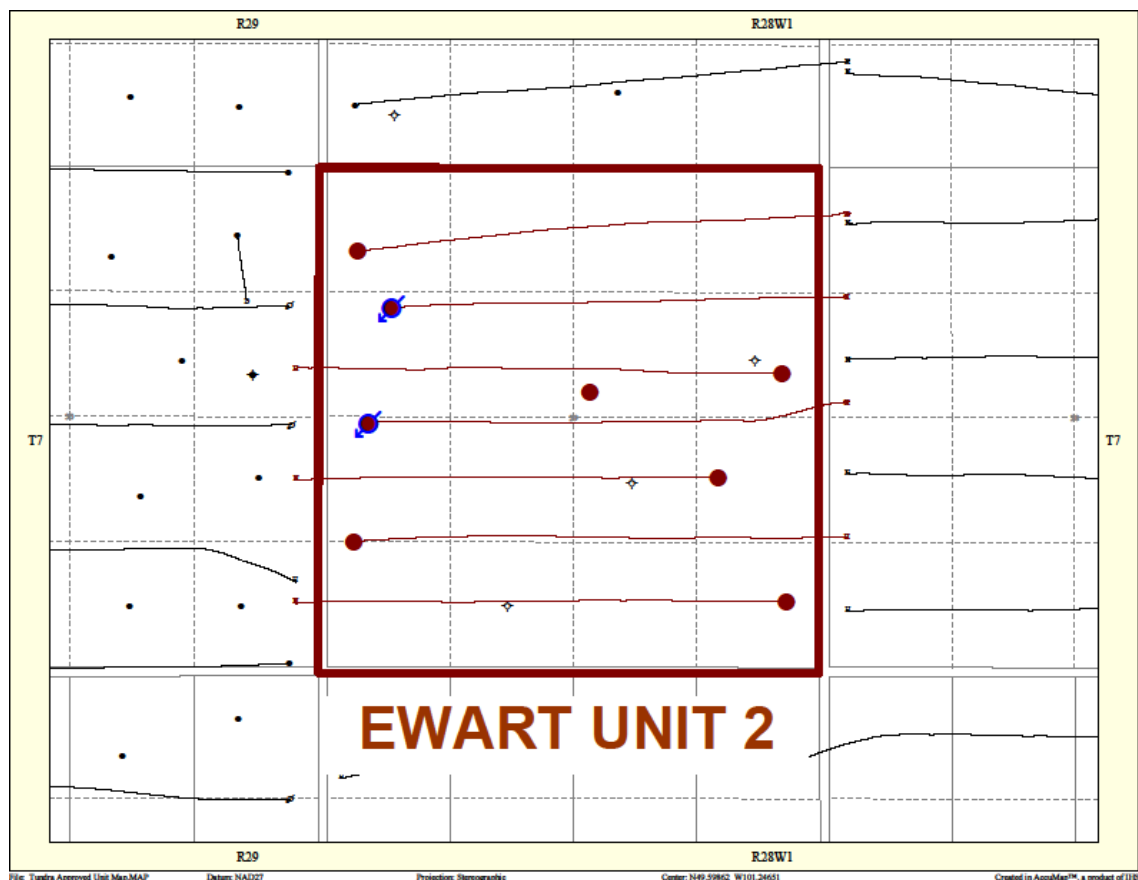 R29 R28W1
T7 T7
EWART UNIT 2
R29 R28W1
File: Tundra Approved Unit Map.MAP Datum: NAD27 Projection: Stereographic Center: N49.59862 W101.24651 Created in AccuMap™, a product of IHS